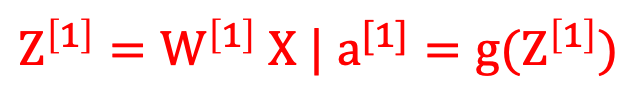 Z[1] = W[1] X | a[1] = g(Z[1])